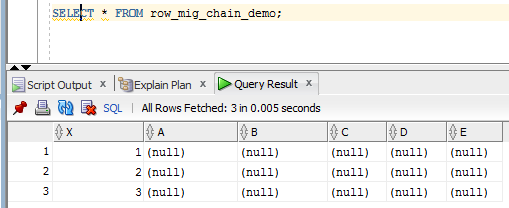 SELECT * FROM row_mig_chain_demo;
Script Output x Explain Plan x Query Result x
SQL | All Rows Fetched: 3 in 0.005 seconds
X A B C D E
1 1 (null) (null) (null) (null) (null)
2 2 (null) (null) (null) (null) (null)
3 3 (null) (null) (null) (null) (null)